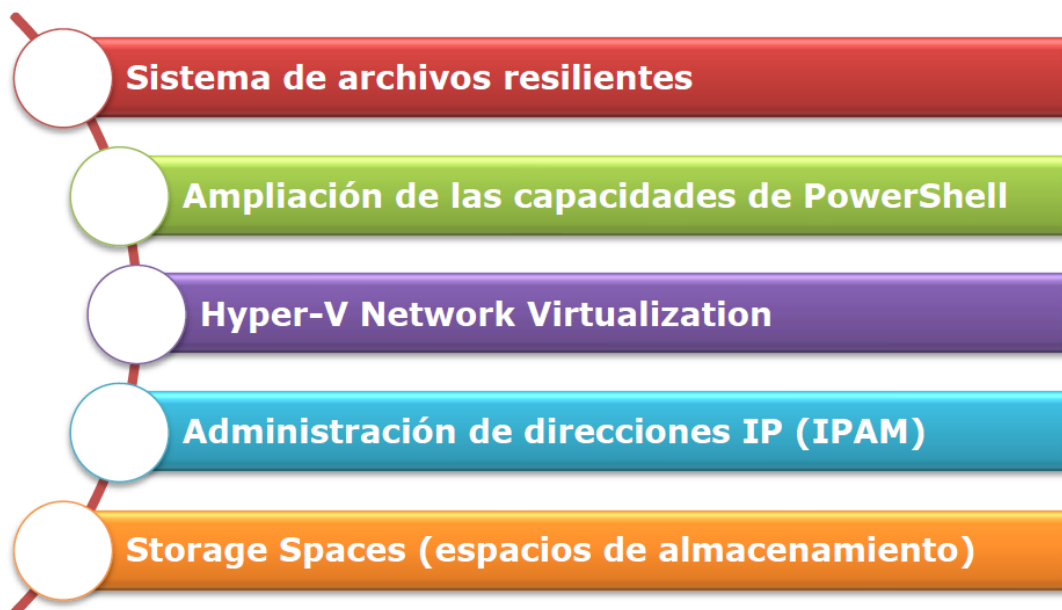 Sistema de archivos resilientes
Ampliación de las capacidades de PowerShell
Hyper-V Network Virtualization
Administración de direcciones IP (IPAM)
Storage Spaces (espacios de almacenamiento)